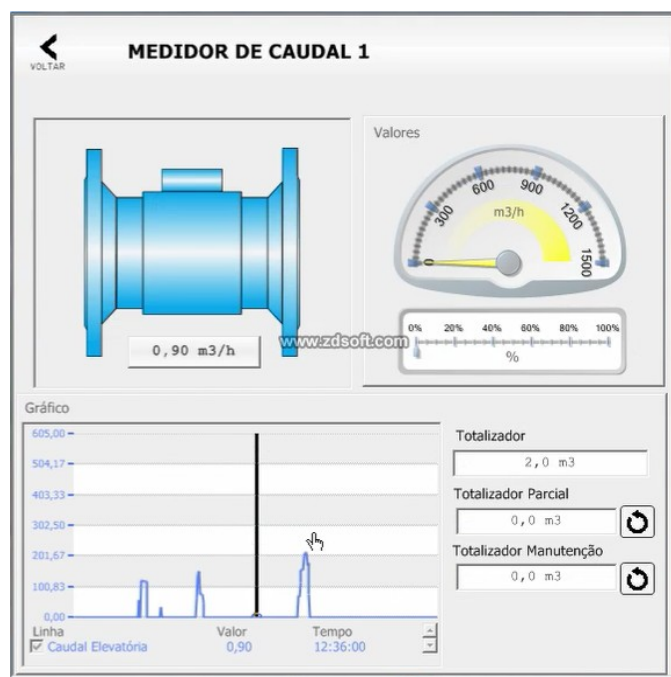 VOLTAR
MEDIDOR DE CAUDAL 1
Valores
0
300
600
900
1200
1500
m3/h
0,90 m3/h
www.zdsoft.com
0% 20% 40% 60% 80% 100%
%
Gráfico
605,00
504,17
403,33
302,50
201,67
100,83
0,00
Linha Valor Tempo
Caudal Elevatória 0,90 12:36:00
Totalizador
2,0 m3
Totalizador Parcial
0,0 m3
Totalizador Manutenção
0,0 m3